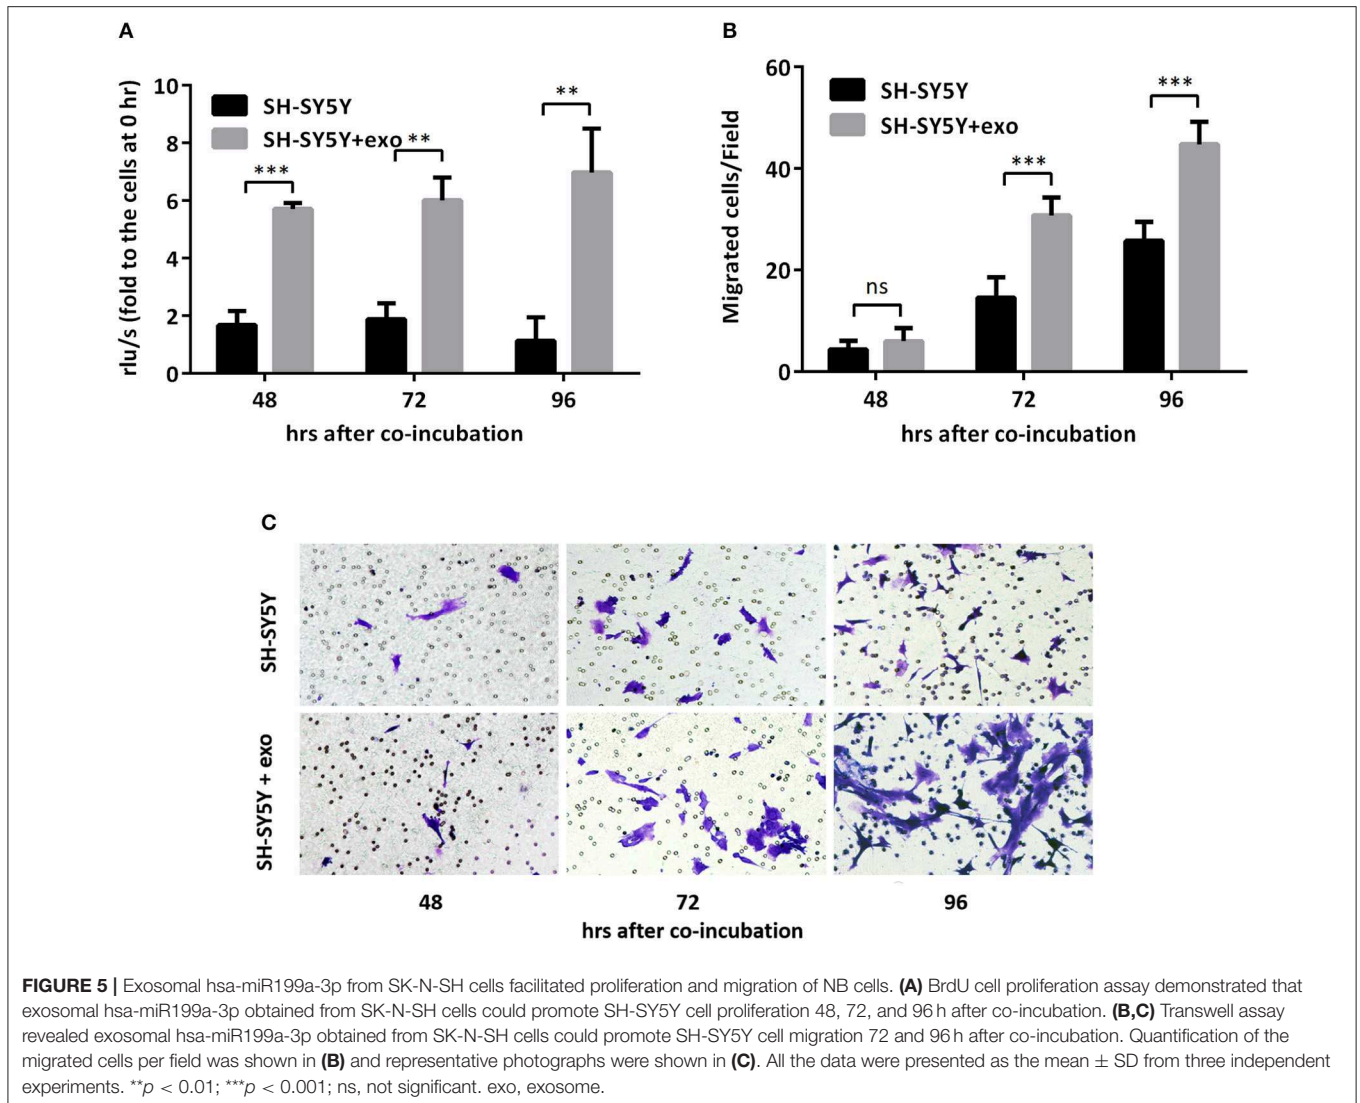 A
10
8
6
4
2
0
rlu/s (fold to the cells at 0 hr)
SH-SY5Y
SH-SY5Y+exo
***
**
**
48 72 96
hrs after co-incubation
B
60
40
20
0
Migrated cells/Field
SH-SY5Y
SH-SY5Y+exo
ns
***
***
48 72 96
hrs after co-incubation
C
SH-SY5Y
SH-SY5Y + exo
48 72 96
hrs after co-incubation
FIGURE 5 | Exosomal hsa-miR199a-3p from SK-N-SH cells facilitated proliferation and migration of NB cells. (A) BrdU cell proliferation assay demonstrated that
exosomal hsa-miR199a-3p obtained from SK-N-SH cells could promote SH-SY5Y cell proliferation 48, 72, and 96 h after co-incubation. (B,C) Transwell assay
revealed exosomal hsa-miR199a-3p obtained from SK-N-SH cells could promote SH-SY5Y cell migration 72 and 96 h after co-incubation. Quantification of the
migrated cells per field was shown in (B) and representative photographs were shown in (C). All the data were presented as the mean ± SD from three independent
experiments. **p < 0.01; ***p < 0.001; ns, not significant. exo, exosome.